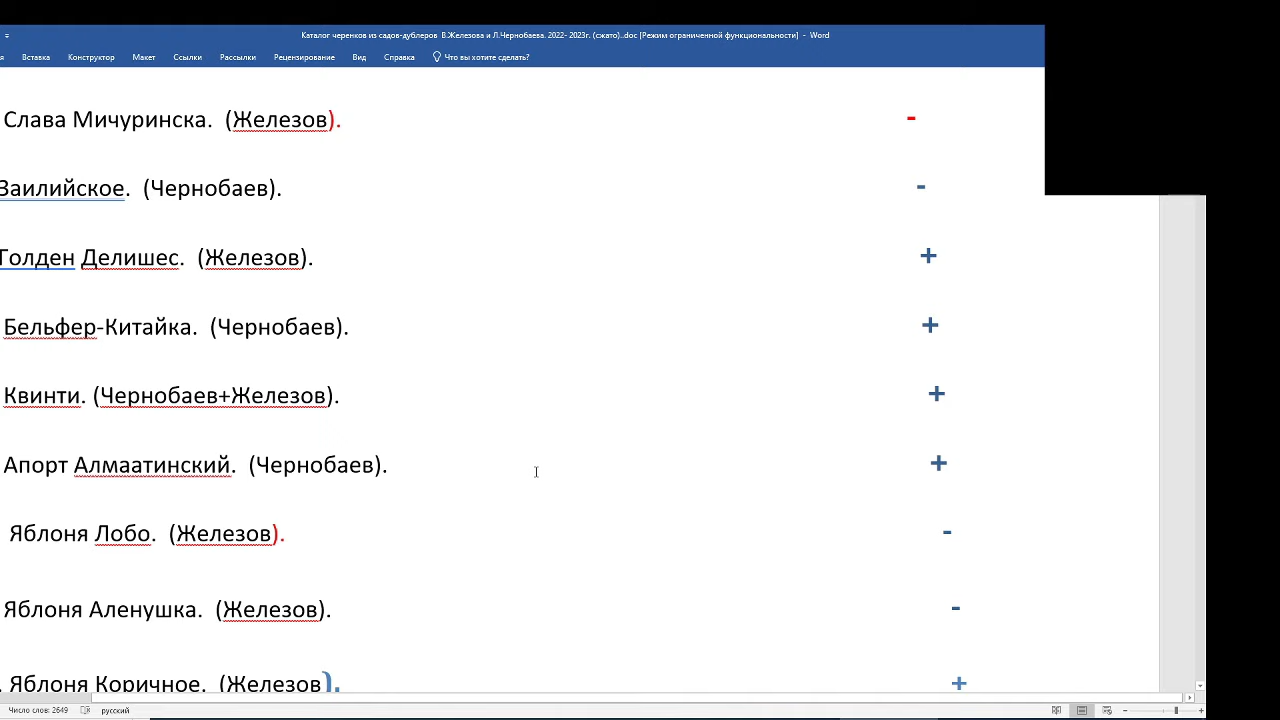 Каталог черенков из садов-дублеров В.Железова и Л.Чернобаева. 2022- 2023г. (сжато)..doc [Режим ограниченной функциональности] - Word
я Вставка Конструктор Макет Ссылки Рассылки Рецензирование Вид Справка Что вы хотите сделать?
Слава Мичуринска. (Железов). -
Заилийское. (Чернобаев). -
Голден Делишес. (Железов). +
Бельфер-Китайка. (Чернобаев). +
Квинти. (Чернобаев+Железов). +
Апорт Алмаатинский. (Чернобаев). +
Яблоня Лобо. (Железов). -
Яблоня Аленушка. (Железов). -
. Яблоня Коричное. (Железов). +
Число слов: 2649 русский - +